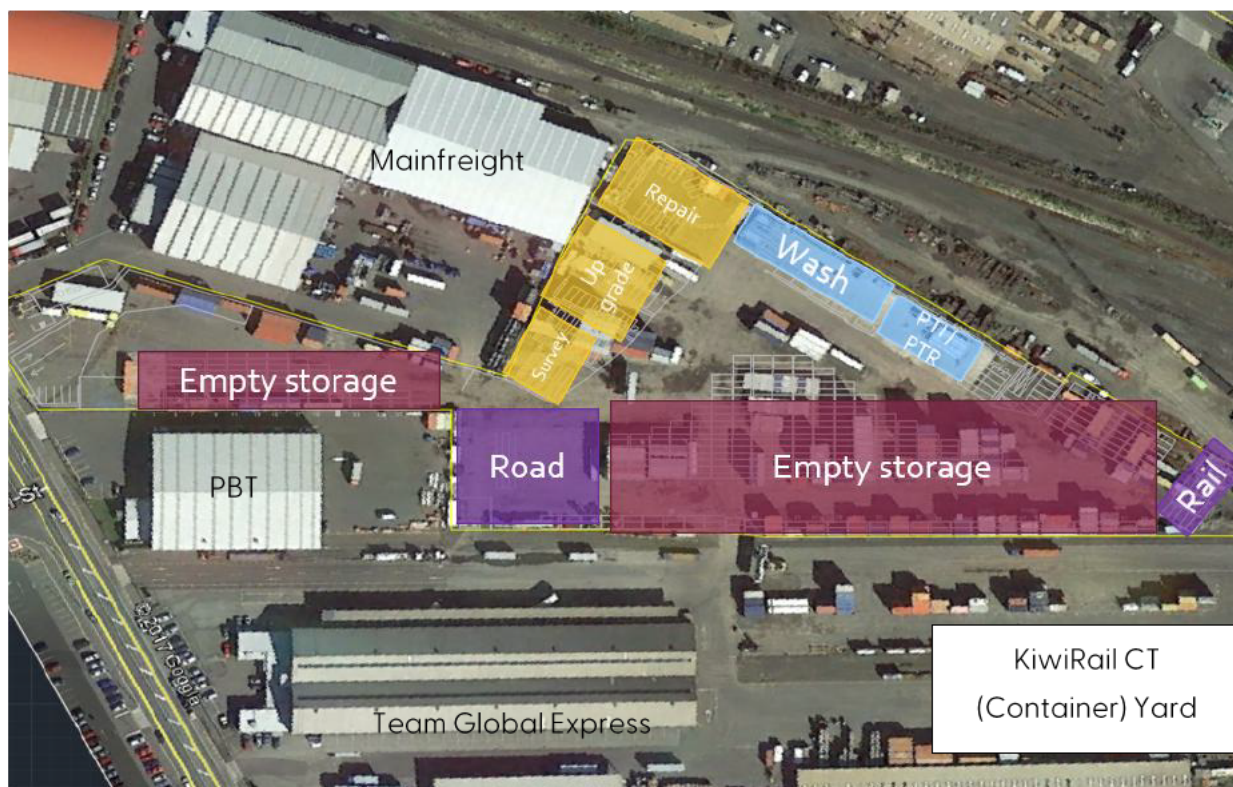 Mainfreight
Repair
Wash
Up
grade
PTI /
PTR
Survey
Empty storage
Road
Empty storage
Rail
PBT
©2017 Google
Team Global Express
KiwiRail CT
(Container) Yard